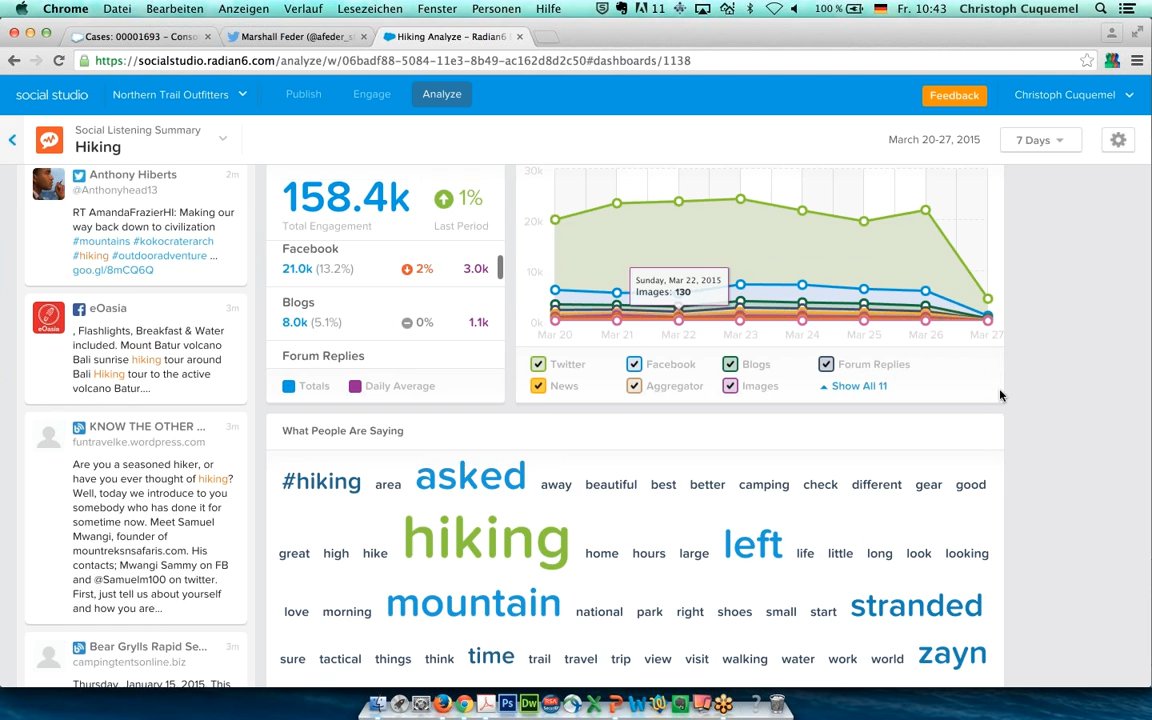 Chrome Datei Bearbeiten Anzeigen Verlauf Lesezeichen Fenster Personen Hilfe 11 100 % Fr. 10:43 Christoph Cuquemel
Cases: 00001693 – Conso
Marshall Feder (@afeder_s
Hiking Analyze – Radian6
https://socialstudio.radian6.com/analyze/w/06badf88-5084-11e3-8b49-ac162d8d2c50#dashboards/1138
social studio Northern Trail Outfitters Publish Engage Analyze Feedback Christoph Cuquemel
Social Listening Summary
Hiking
March 20-27, 2015 7 Days
Anthony Hiberts 2m
@Anthonyhead13
RT AmandaFrazierHI: Making our
way back down to civilization
#mountains #kokocraterarch
#hiking #outdooradventure ...
goo.gl/8mCQ6Q
eOasia 3m
, Flashlights, Breakfast & Water
included. Mount Batur volcano
Bali sunrise hiking tour around
Bali Hiking tour to the active
volcano Batur....
KNOW THE OTHER ... 3m
funtravelke.wordpress.com
Are you a seasoned hiker, or
have you ever thought of hiking?
Well, today we introduce to you
somebody who has done it for
sometime now. Meet Samuel
Mwangi, founder of
mountreksnsafaris.com. His
contacts; Mwangi Sammy on FB
and @Samuelm100 on twitter.
First, just tell us about yourself
and how you are...
Bear Grylls Rapid Se... 3m
campingtentsonline.biz
Thursday, January 15, 2015. This
158.4k 1%
Total Engagement Last Period
Facebook
21.0k (13.2%) 2% 3.0k
Blogs
8.0k (5.1%) 0% 1.1k
Forum Replies
Totals Daily Average
30k
20k
10k
0k
Sunday, Mar 22, 2015
Images: 130
Mar 20 Mar 21 Mar 22 Mar 23 Mar 24 Mar 25 Mar 26 Mar 27
Twitter Facebook Blogs Forum Replies
News Aggregator Images Show All 11
What People Are Saying
#hiking area asked away beautiful best better camping check different gear good
great high hike hiking home hours large left life little long look looking
love morning mountain national park right shoes small start stranded
sure tactical things think time trail travel trip view visit walking water work world zayn